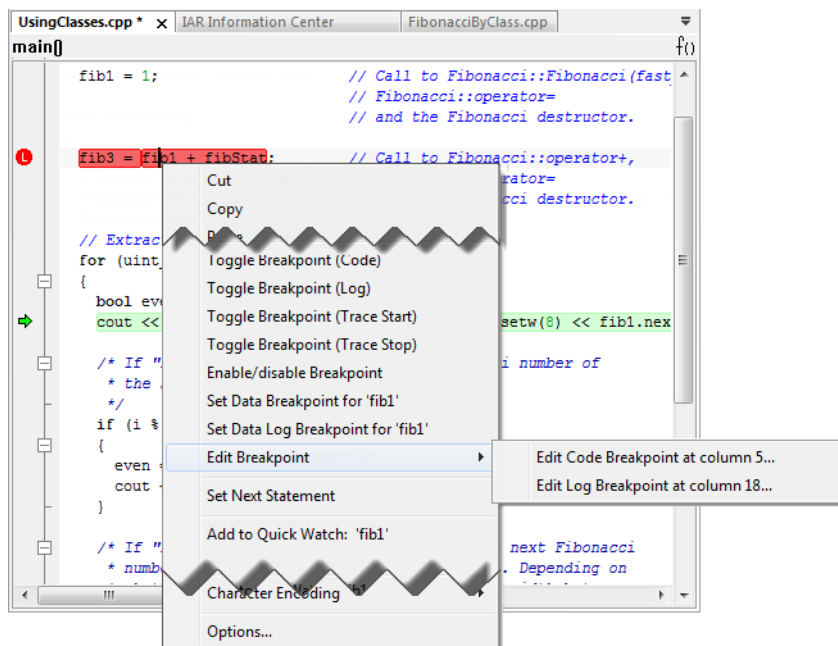 UsingClasses.cpp * x IAR Information Center FibonacciByClass.cpp
main() f()
fib1 = 1; // Call to Fibonacci::Fibonacci(fast
// Fibonacci::operator=
// and the Fibonacci destructor.
L fib3 = fib1 + fibStat; // Call to Fibonacci::operator+,
rator=
cci destructor.
// Extrac
for (uint_
{
bool eve
cout << setw(8) << fib1.nex
/* If " i number of
* the
*/
if (i %
{
even =
cout <
}
/* If " next Fibonacci
* numb . Depending on
Cut
Copy
Toggle Breakpoint (Code)
Toggle Breakpoint (Log)
Toggle Breakpoint (Trace Start)
Toggle Breakpoint (Trace Stop)
Enable/disable Breakpoint
Set Data Breakpoint for 'fib1'
Set Data Log Breakpoint for 'fib1'
Edit Breakpoint
Edit Code Breakpoint at column 5...
Edit Log Breakpoint at column 18...
Set Next Statement
Add to Quick Watch: 'fib1'
Character Encoding
Options...